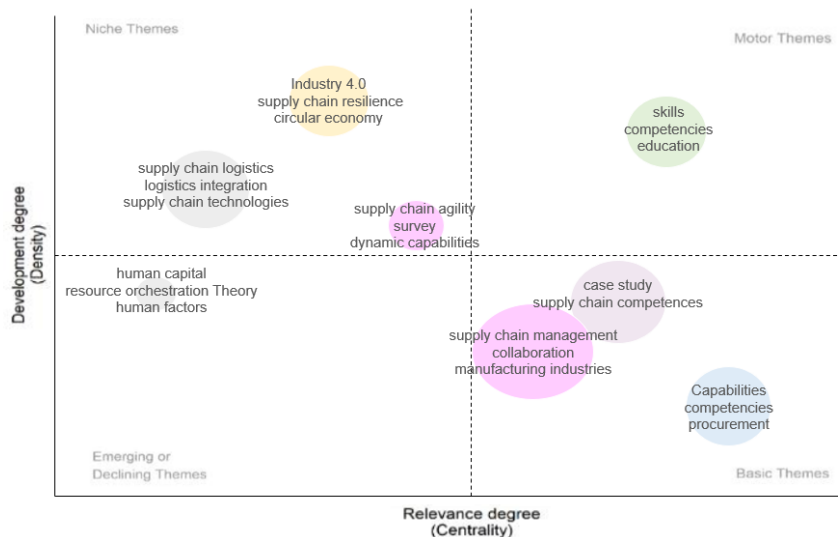 Niche Themes
Motor Themes
Industry 4.0
supply chain resilience
circular economy
skills
competencies
education
supply chain logistics
logistics integration
supply chain technologies
supply chain agility
survey
dynamic capabilities
Development degree
(Density)
human capital
resource orchestration Theory
human factors
case study
supply chain competences
supply chain management
collaboration
manufacturing industries
Capabilities
competencies
procurement
Emerging or
Declining Themes
Basic Themes
Relevance degree
(Centrality)